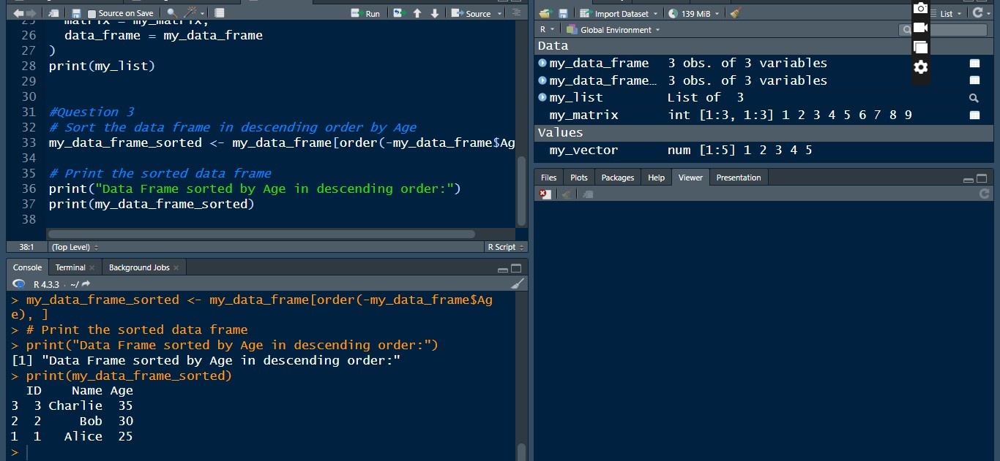 Source on Save
Run
Source
25 matrix = my_matrix,
26 data_frame = my_data_frame
27 )
28 print(my_list)
29
30
31 #Question 3
32 # Sort the data frame in descending order by Age
33 my_data_frame_sorted <- my_data_frame[order(-my_data_frame$Ag
34
35 # Print the sorted data frame
36 print("Data Frame sorted by Age in descending order:")
37 print(my_data_frame_sorted)
38
38:1 (Top Level) R Script
Console Terminal Background Jobs
R 4.3.3 · ~/
> my_data_frame_sorted <- my_data_frame[order(-my_data_frame$Ag
e), ]
> # Print the sorted data frame
> print("Data Frame sorted by Age in descending order:")
[1] "Data Frame sorted by Age in descending order:"
> print(my_data_frame_sorted)
ID Name Age
3 3 Charlie 35
2 2 Bob 30
1 1 Alice 25
>
Import Dataset 139 MiB List
R Global Environment
Data
my_data_frame 3 obs. of 3 variables
my_data_frame… 3 obs. of 3 variables
my_list List of 3
my_matrix int [1:3, 1:3] 1 2 3 4 5 6 7 8 9
Values
my_vector num [1:5] 1 2 3 4 5
Files Plots Packages Help Viewer Presentation